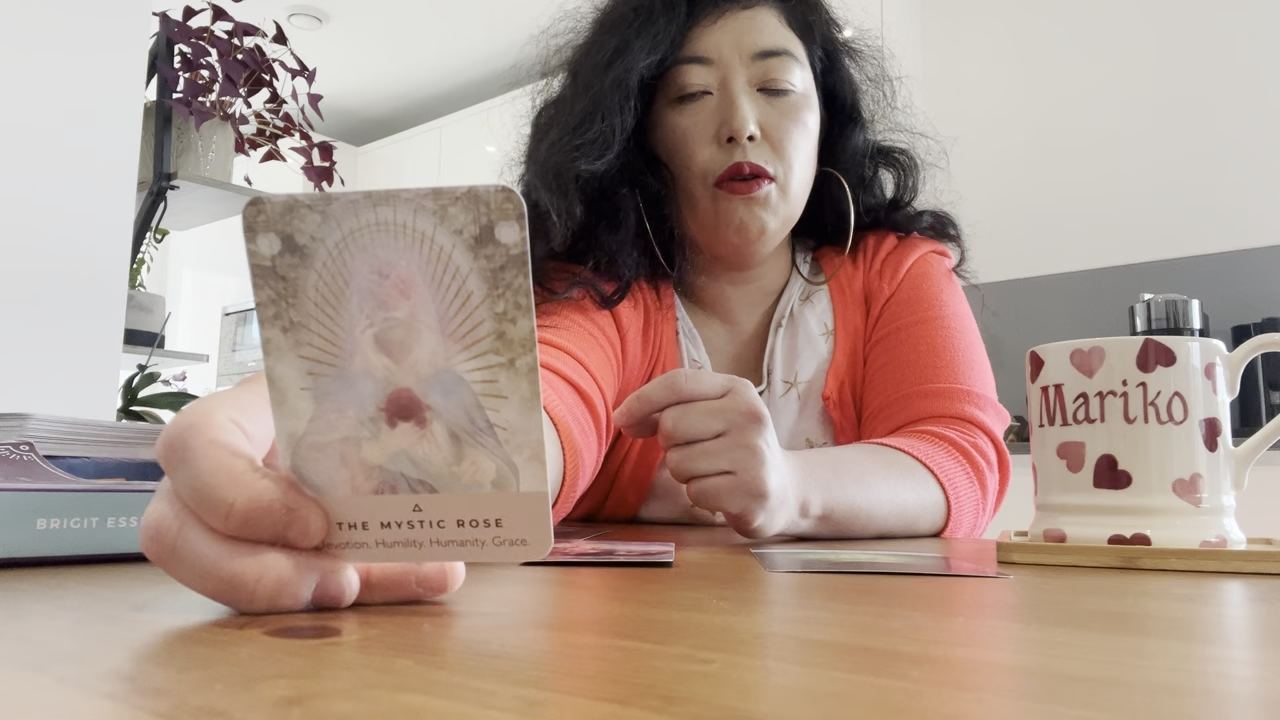 BRIGIT ESS
THE MYSTIC ROSE
Devotion. Humility. Humanity. Grace.
Mariko